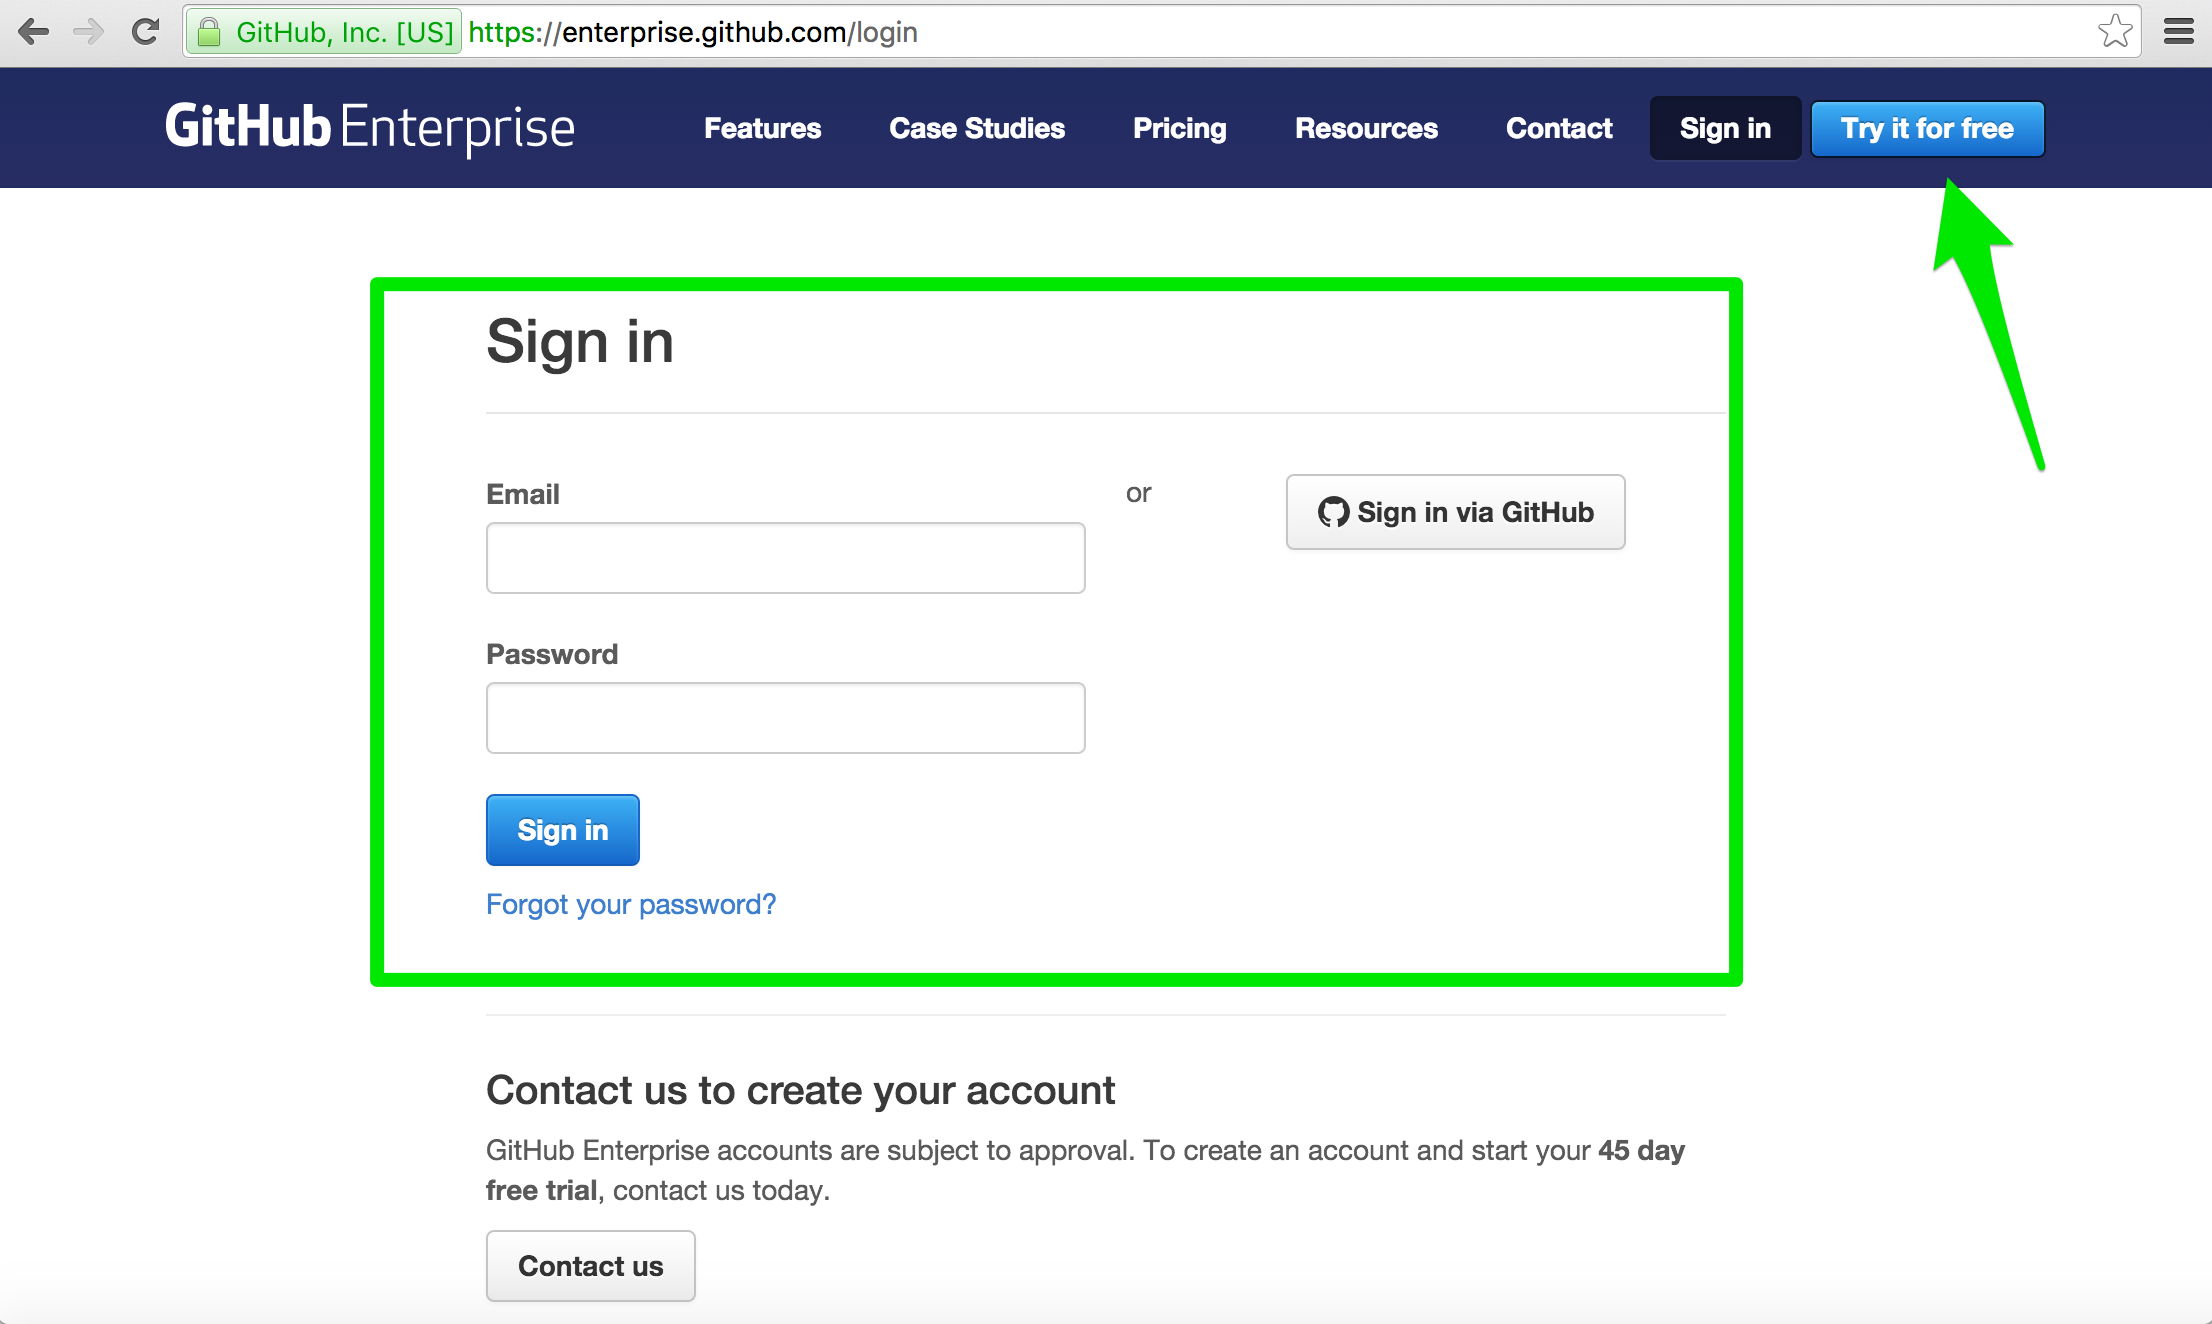 GitHub, Inc. [US] https://enterprise.github.com/login
GitHub Enterprise Features Case Studies Pricing Resources Contact Sign in Try it for free
Sign in
Email or Sign in via GitHub
Password
Sign in
Forgot your password?
Contact us to create your account
GitHub Enterprise accounts are subject to approval. To create an account and start your 45 day
free trial, contact us today.
Contact us